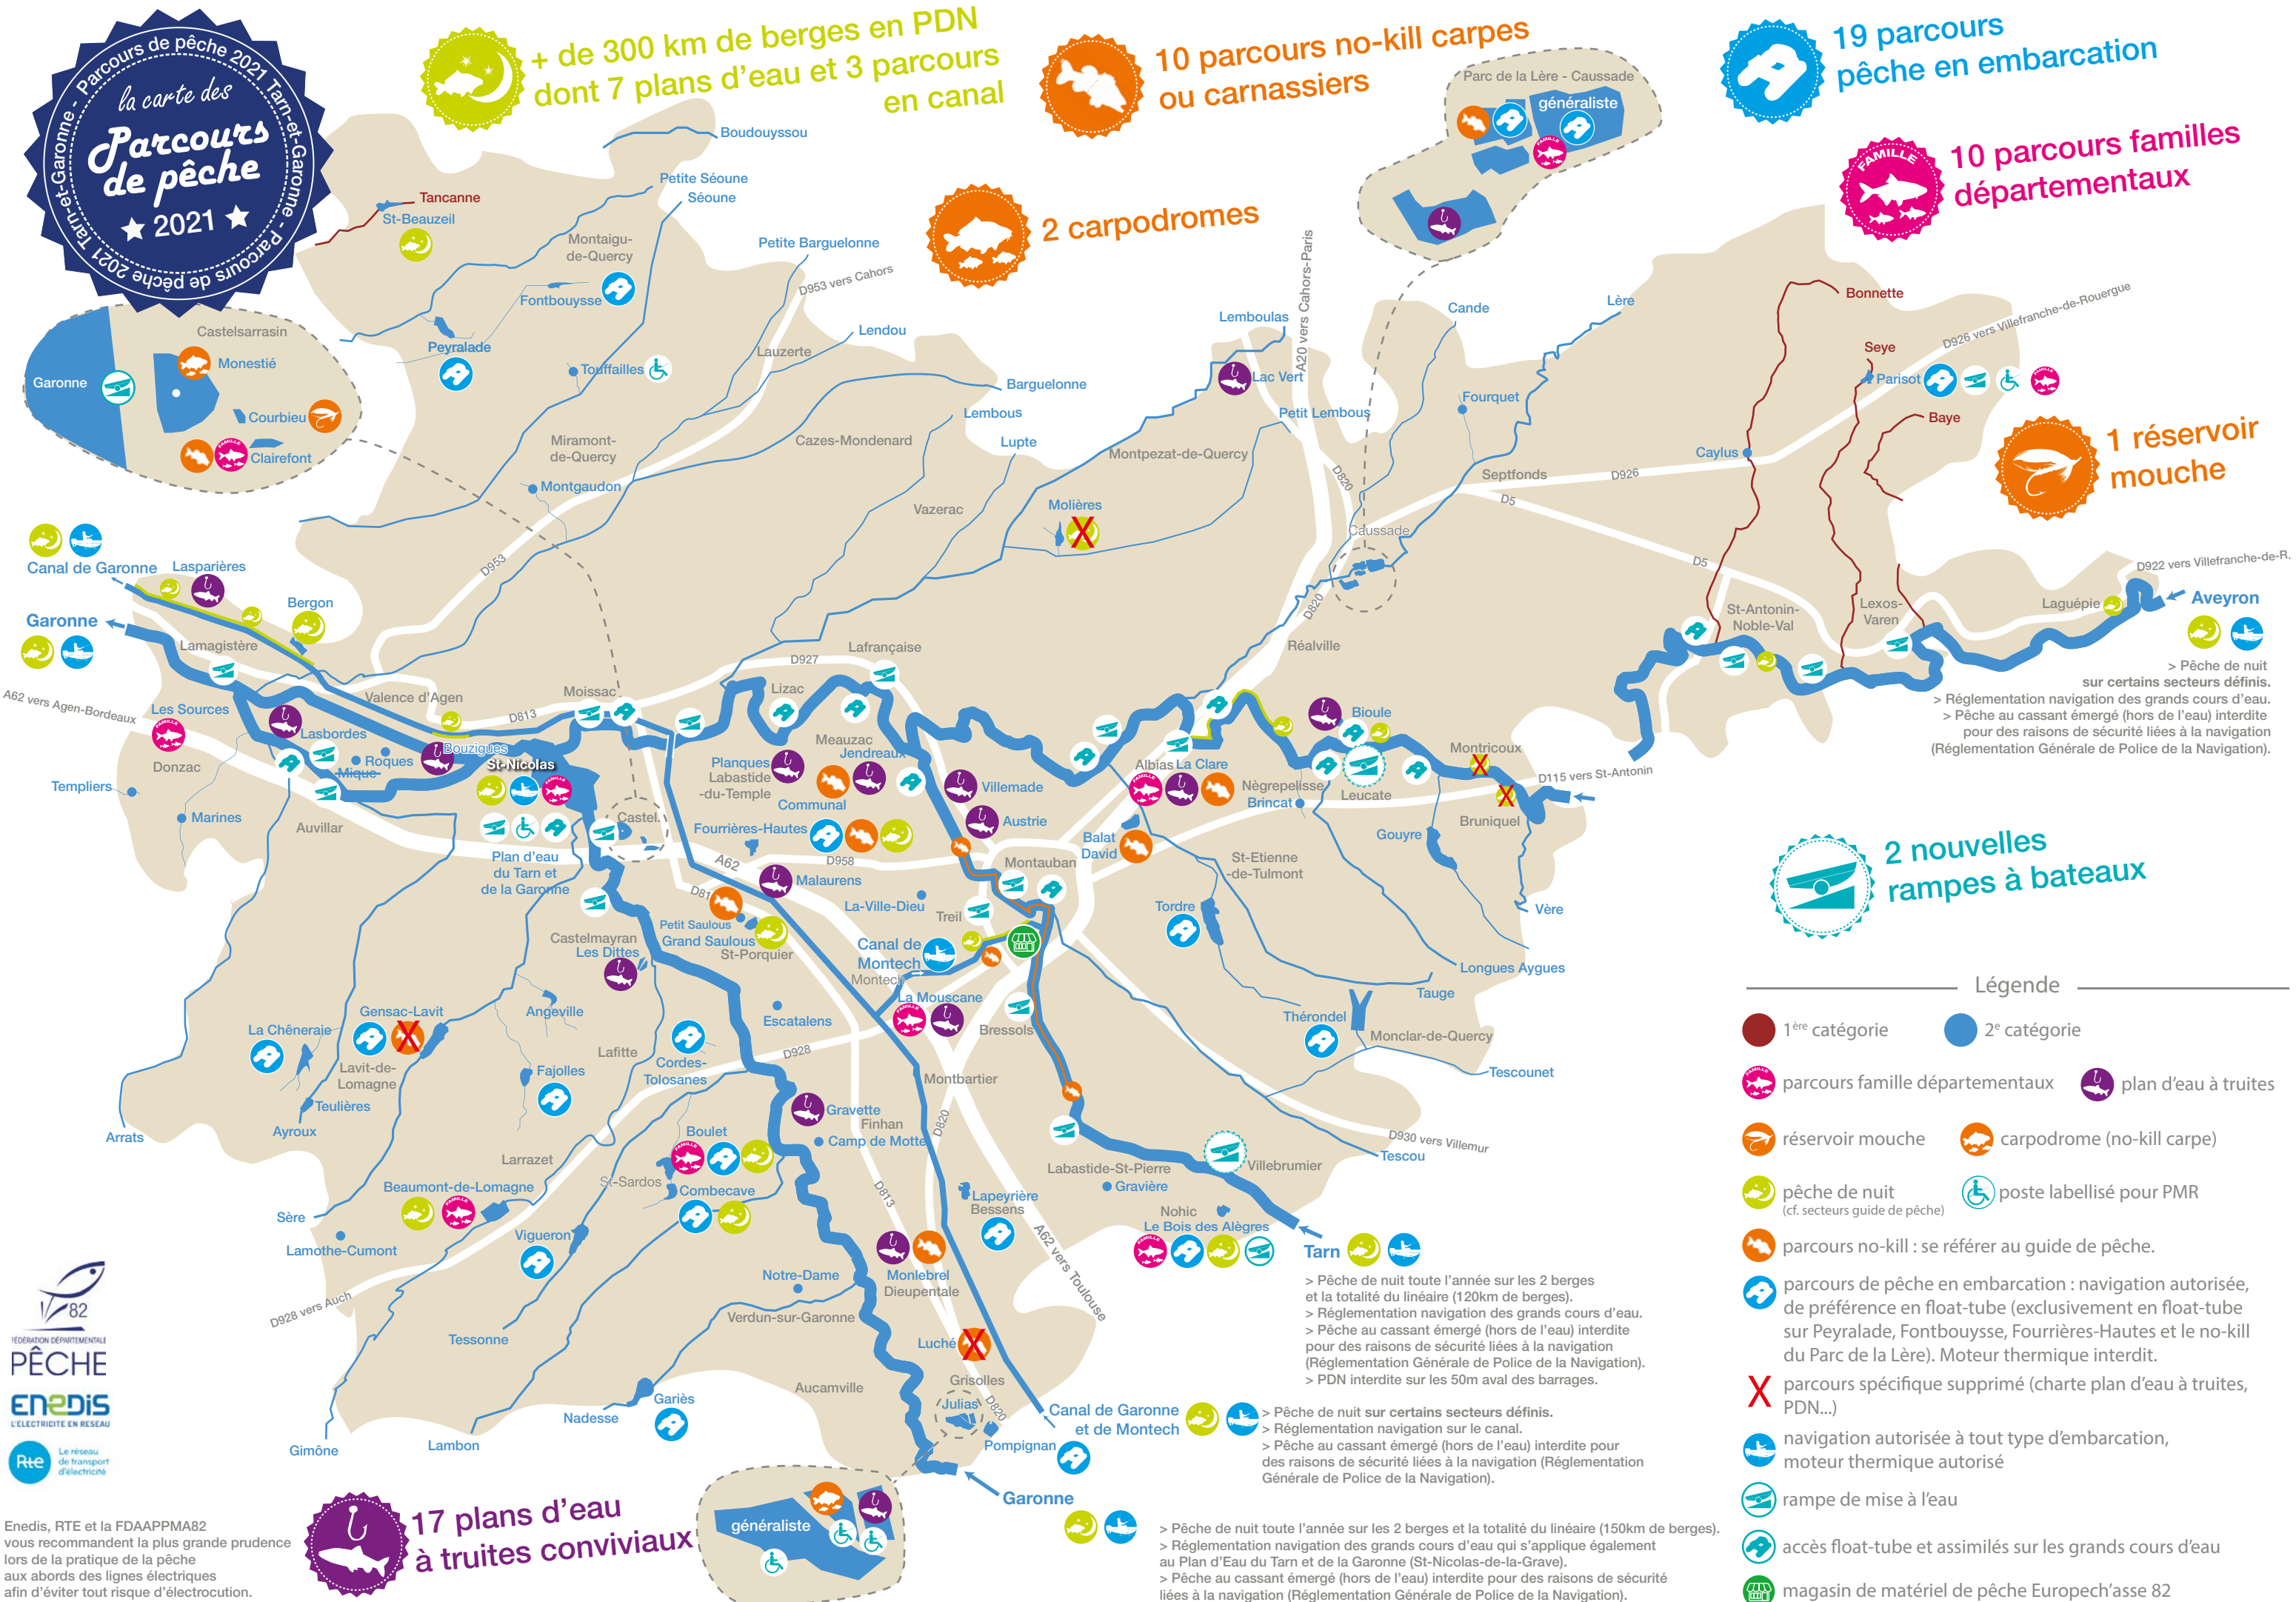 Parcours de pêche 2021 Tarn-et-Garonne - Parcours de pêche 2021 Tarn-et-Garonne -
la carte des
Parcours
de pêche
2021
+ de 300 km de berges en PDN
dont 7 plans d'eau et 3 parcours
en canal
10 parcours no-kill carpes
ou carnassiers
2 carpodromes
19 parcours
pêche en embarcation
FAMILLE
10 parcours familles
départementaux
1 réservoir
mouche
2 nouvelles
rampes à bateaux
17 plans d'eau
à truites conviviaux
Parc de la Lère - Caussade
généraliste
FAMILLE
Boudouyssou
Tancanne
St-Beauzeil
Petite Séoune
Séoune
Montaigu-
de-Quercy
Fontbouysse
Petite Barguelonne
D953 vers Cahors
Peyralade
Touffailles
Lauzerte
Lendou
Barguelonne
Lembous
Lupte
Miramont-
de-Quercy
Cazes-Mondenard
Montgaudon
Vazerac
Molières
Montpezat-de-Quercy
Lemboulas
Lac Vert
Petit Lembous
A20 vers Cahors-Paris
D820
Cande
Lère
Fourquet
Septfonds
D926
D5
Caussade
D820
Réalville
Bonnette
Seye
Parisot
FAMILLE
Baye
Caylus
D926 vers Villefranche-de-Rouergue
D5
St-Antonin-
Noble-Val
Lexos-
Varen
Laguépie
D922 vers Villefranche-de-R.
Aveyron
> Pêche de nuit
sur certains secteurs définis.
> Réglementation navigation des grands cours d'eau.
> Pêche au cassant émergé (hors de l'eau) interdite
pour des raisons de sécurité liées à la navigation
(Réglementation Générale de Police de la Navigation).
Castelsarrasin
Garonne
Monestié
Courbieu
FAMILLE
Clairefont
Canal de Garonne
Lasparières
Garonne
Bergon
Lamagistère
D953
A62 vers Agen-Bordeaux
Les Sources
FAMILLE
Donzac
Templiers
Marines
Valence d'Agen
D813
Lasbordes
Roques
Mique
Bouzigues
St-Nicolas
FAMILLE
Auvillar
Plan d'eau
du Tarn et
de la Garonne
Moissac
Castel.
Lafrançaise
D927
Lizac
Meauzac
Jendreaux
Planques
Labastide
-du-Temple
Communal
Fourrières-Hautes
D958
A62
Villemade
Austrie
Malaurens
D81
Petit Saulous
Grand Saulous
St-Porquier
La-Ville-Dieu
Treil
Canal de
Montech
Montech
Montauban
Balat
David
Albias
La Clare
FAMILLE
Bioule
Nègrepelisse
Brincat
Leucate
Montricoux
D115 vers St-Antonin
Bruniquel
Gouyre
St-Etienne
-de-Tulmont
Tordre
Vère
Longues Aygues
Tauge
Thérondel
Monclar-de-Quercy
Tescounet
D930 vers Villemur
Tescou
Castelmayran
Les Dittes
Escatalens
La Mouscane
FAMILLE
Bressols
D928
Montbartier
Angeville
Gensac-Lavit
La Chêneraie
Lavit-de-
Lomagne
Teulières
Ayroux
Arrats
Fajolles
Lafitte
Cordes-
Tolosanes
Gravette
Finhan
Camp de Motte
D820
Boulet
FAMILLE
Larrazet
St-Sardos
Combecave
Beaumont-de-Lomagne
FAMILLE
Sère
Lamothe-Cumont
Vigueron
D928 vers Auch
Tessonne
Gimône
Lambon
Nadesse
Gariès
Notre-Dame
Verdun-sur-Garonne
Aucamville
D813
Monlebrel
Dieupentale
Lapeyrière
Bessens
A62 vers Toulouse
Luché
Grisolles
D820
Julias
Pompignan
Labastide-St-Pierre
Gravière
Villebrumier
Nohic
Le Bois des Alègres
FAMILLE
Tarn
> Pêche de nuit toute l'année sur les 2 berges
et la totalité du linéaire (120km de berges).
> Réglementation navigation des grands cours d'eau.
> Pêche au cassant émergé (hors de l'eau) interdite
pour des raisons de sécurité liées à la navigation
(Réglementation Générale de Police de la Navigation).
> PDN interdite sur les 50m aval des barrages.
Canal de Garonne
et de Montech
> Pêche de nuit sur certains secteurs définis.
> Réglementation navigation sur le canal.
> Pêche au cassant émergé (hors de l'eau) interdite pour
des raisons de sécurité liées à la navigation (Réglementation
Générale de Police de la Navigation).
Garonne
> Pêche de nuit toute l'année sur les 2 berges et la totalité du linéaire (150km de berges).
> Réglementation navigation des grands cours d'eau qui s'applique également
au Plan d'Eau du Tarn et de la Garonne (St-Nicolas-de-la-Grave).
> Pêche au cassant émergé (hors de l'eau) interdite pour des raisons de sécurité
liées à la navigation (Réglementation Générale de Police de la Navigation).
généraliste
Légende
1ère catégorie
2e catégorie
FAMILLE
parcours famille départementaux
plan d'eau à truites
réservoir mouche
carpodrome (no-kill carpe)
pêche de nuit
(cf. secteurs guide de pêche)
poste labellisé pour PMR
parcours no-kill : se référer au guide de pêche.
parcours de pêche en embarcation : navigation autorisée,
de préférence en float-tube (exclusivement en float-tube
sur Peyralade, Fontbouysse, Fourrières-Hautes et le no-kill
du Parc de la Lère). Moteur thermique interdit.
X parcours spécifique supprimé (charte plan d'eau à truites,
PDN...)
navigation autorisée à tout type d'embarcation,
moteur thermique autorisé
rampe de mise à l'eau
accès float-tube et assimilés sur les grands cours d'eau
magasin de matériel de pêche Europech'asse 82
82
FÉDÉRATION DÉPARTEMENTALE
PÊCHE
ENEDIS
L'ELECTRICITE EN RESEAU
Rte
Le réseau
de transport
d'électricité
Enedis, RTE et la FDAAPPMA82
vous recommandent la plus grande prudence
lors de la pratique de la pêche
aux abords des lignes électriques
afin d'éviter tout risque d'électrocution.